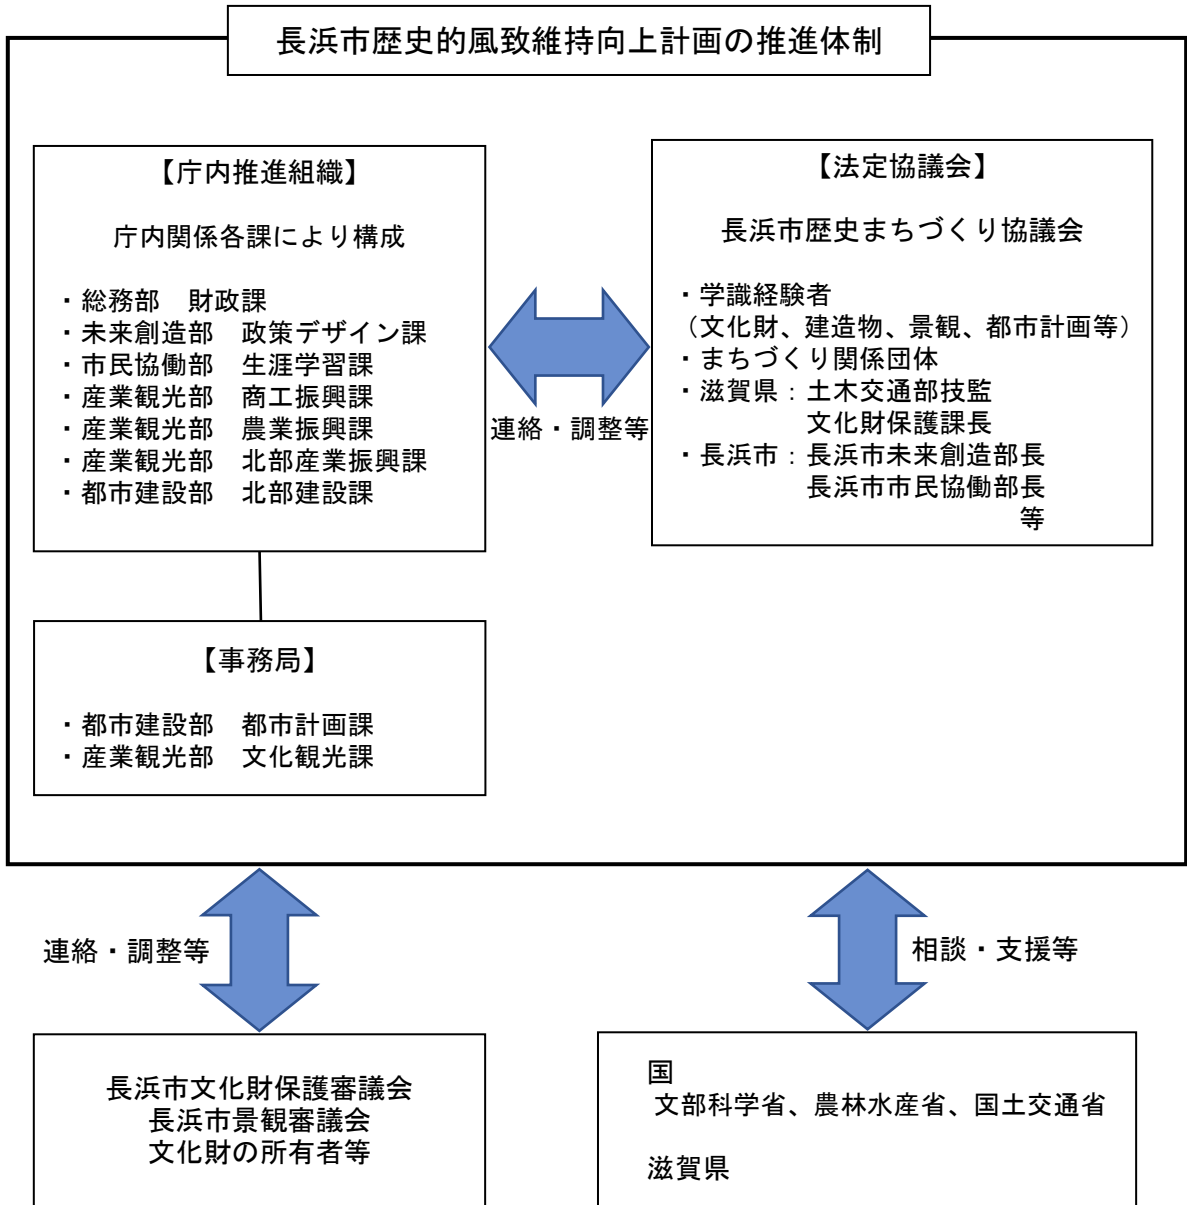 長浜市歴史的風致維持向上計画の推進体制
【庁内推進組織】
庁内関係各課により構成
・総務部　財政課
・未来創造部　政策デザイン課
・市民協働部　生涯学習課
・産業観光部　商工振興課
・産業観光部　農業振興課
・産業観光部　北部産業振興課
・都市建設部　北部建設課
連絡・調整等
【法定協議会】
長浜市歴史まちづくり協議会
・学識経験者
（文化財、建造物、景観、都市計画等）
・まちづくり関係団体
・滋賀県：土木交通部技監
文化財保護課長
・長浜市：長浜市未来創造部長
長浜市市民協働部長
等
【事務局】
・都市建設部　都市計画課
・産業観光部　文化観光課
連絡・調整等
相談・支援等
長浜市文化財保護審議会
長浜市景観審議会
文化財の所有者等
国
文部科学省、農林水産省、国土交通省
滋賀県